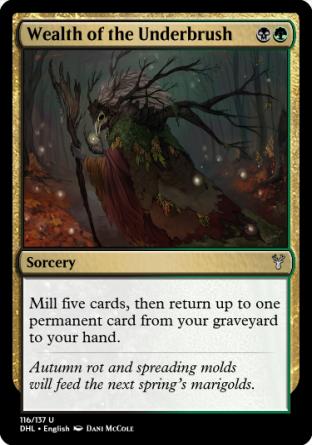 Wealth of the Underbrush
Sorcery
Mill five cards, then return up to one
permanent card from your graveyard
to your hand.
Autumn rot and spreading molds
will feed the next spring's marigolds.
116/137 U
DHL • English Dani McCole